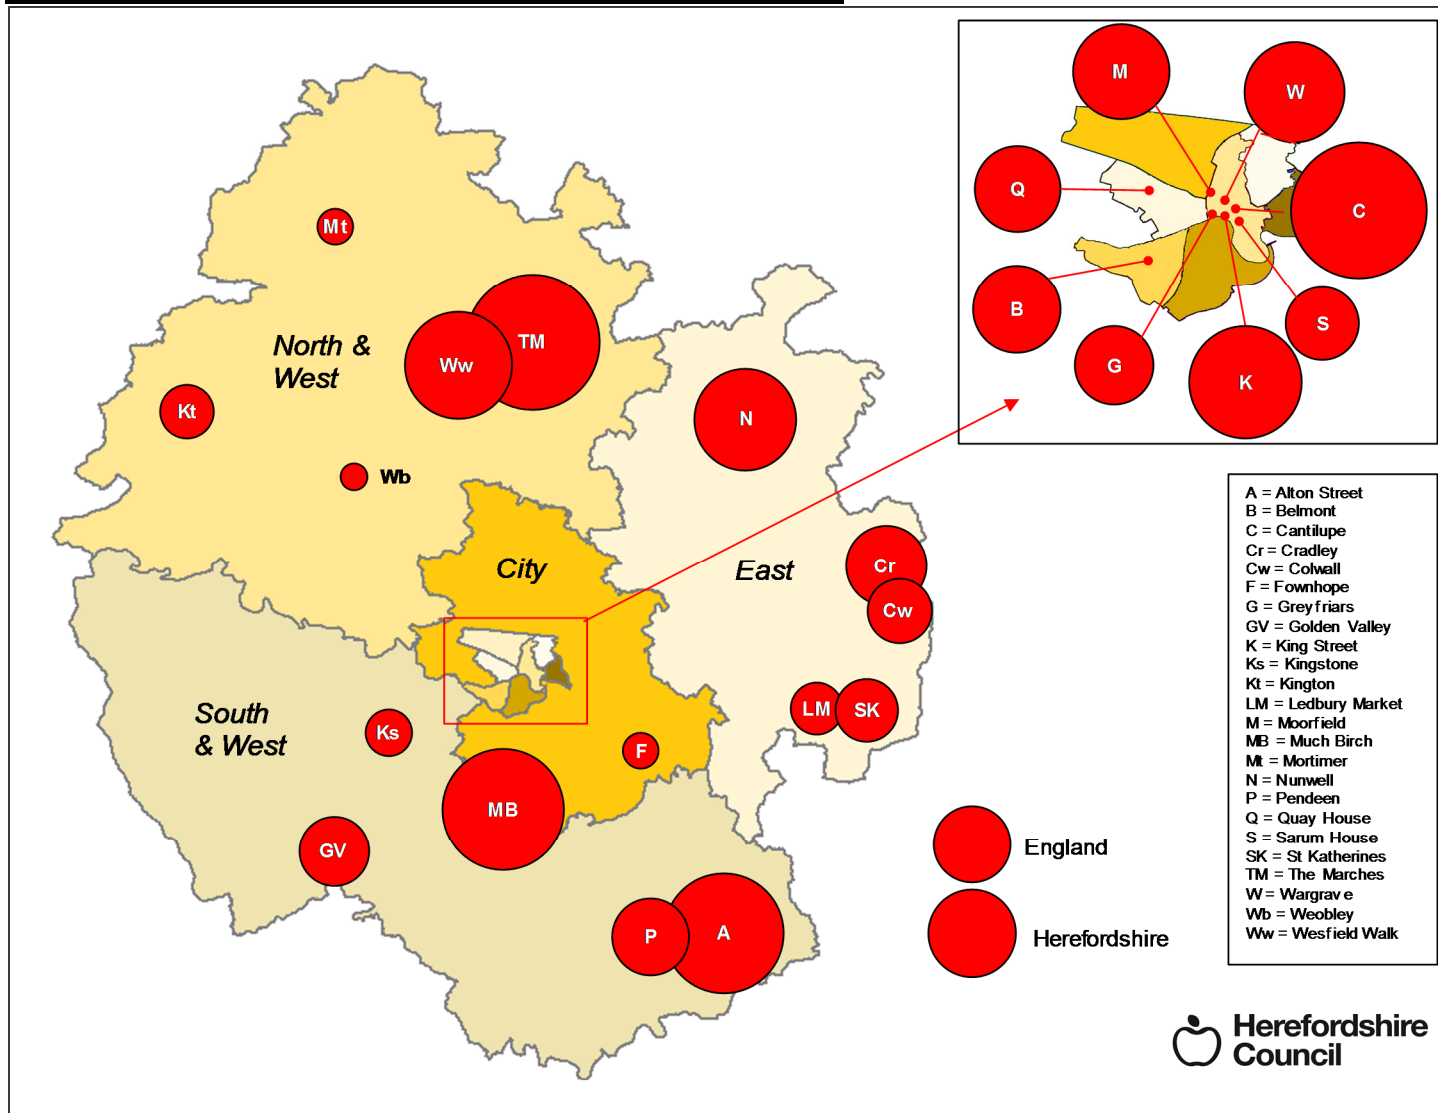 M
W
Q
C
B
S
G
K
Mt
TM
Ww
North &
West
Kt
N
Wb
City
East
Cr
Cw
South
& West
Ks
LM
SK
F
MB
GV
P
A
England
Herefordshire
A = Alton Street
B = Belmont
C = Cantilupe
Cr = Cradley
Cw = Colwall
F = Fownhope
G = Greyfriars
GV = Golden Valley
K = King Street
Ks = Kingstone
Kt = Kington
LM = Ledbury Market
M = Moorfield
MB = Much Birch
Mt = Mortimer
N = Nunwell
P = Pendeen
Q = Quay House
S = Sarum House
SK = St Katherines
TM = The Marches
W = Wargrave
Wb = Weobley
Ww = Wesfield Walk
Herefordshire
Council